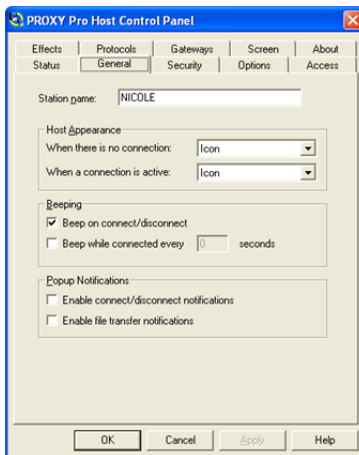 PROXY Pro Host Control Panel
Effects Protocols Gateways Screen About
Status General Security Options Access
Station name: NICOLE
Host Appearance
When there is no connection: Icon
When a connection is active: Icon
Beeping
Beep on connect/disconnect
Beep while connected every 0 seconds
Popup Notifications
Enable connect/disconnect notifications
Enable file transfer notifications
OK Cancel Apply Help